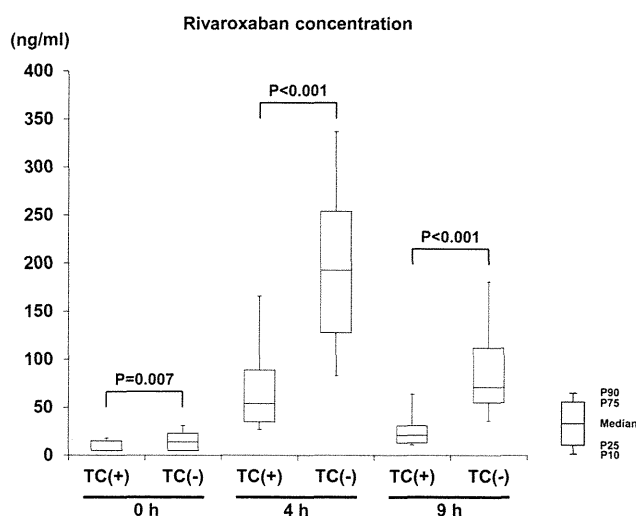 Rivaroxaban concentration
(ng/ml)
400
350
300
250
200
150
100
50
0
P=0.007
P<0.001
P<0.001
TC(+) TC(-) TC(+) TC(-) TC(+) TC(-)
0 h 4 h 9 h
P90
P75
Median
P25
P10